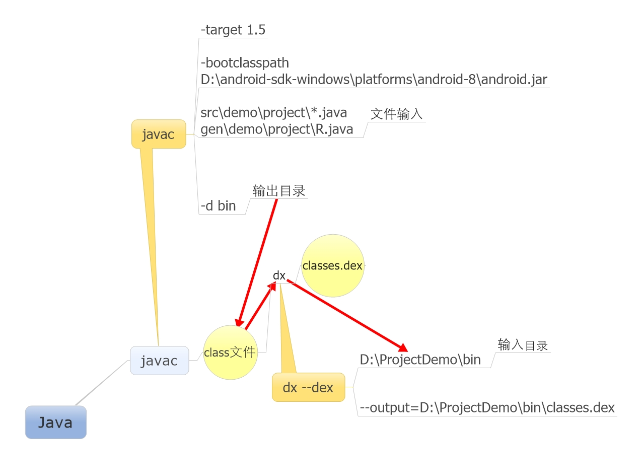 -target 1.5
-bootclasspath
D:\android-sdk-windows\platforms\android-8\android.jar
src\demo\project\*.java
gen\demo\project\R.java
文件输入
javac
-d bin
输出目录
dx
classes.dex
javac
class文件
D:\ProjectDemo\bin
输入目录
dx --dex
--output=D:\ProjectDemo\bin\classes.dex
Java